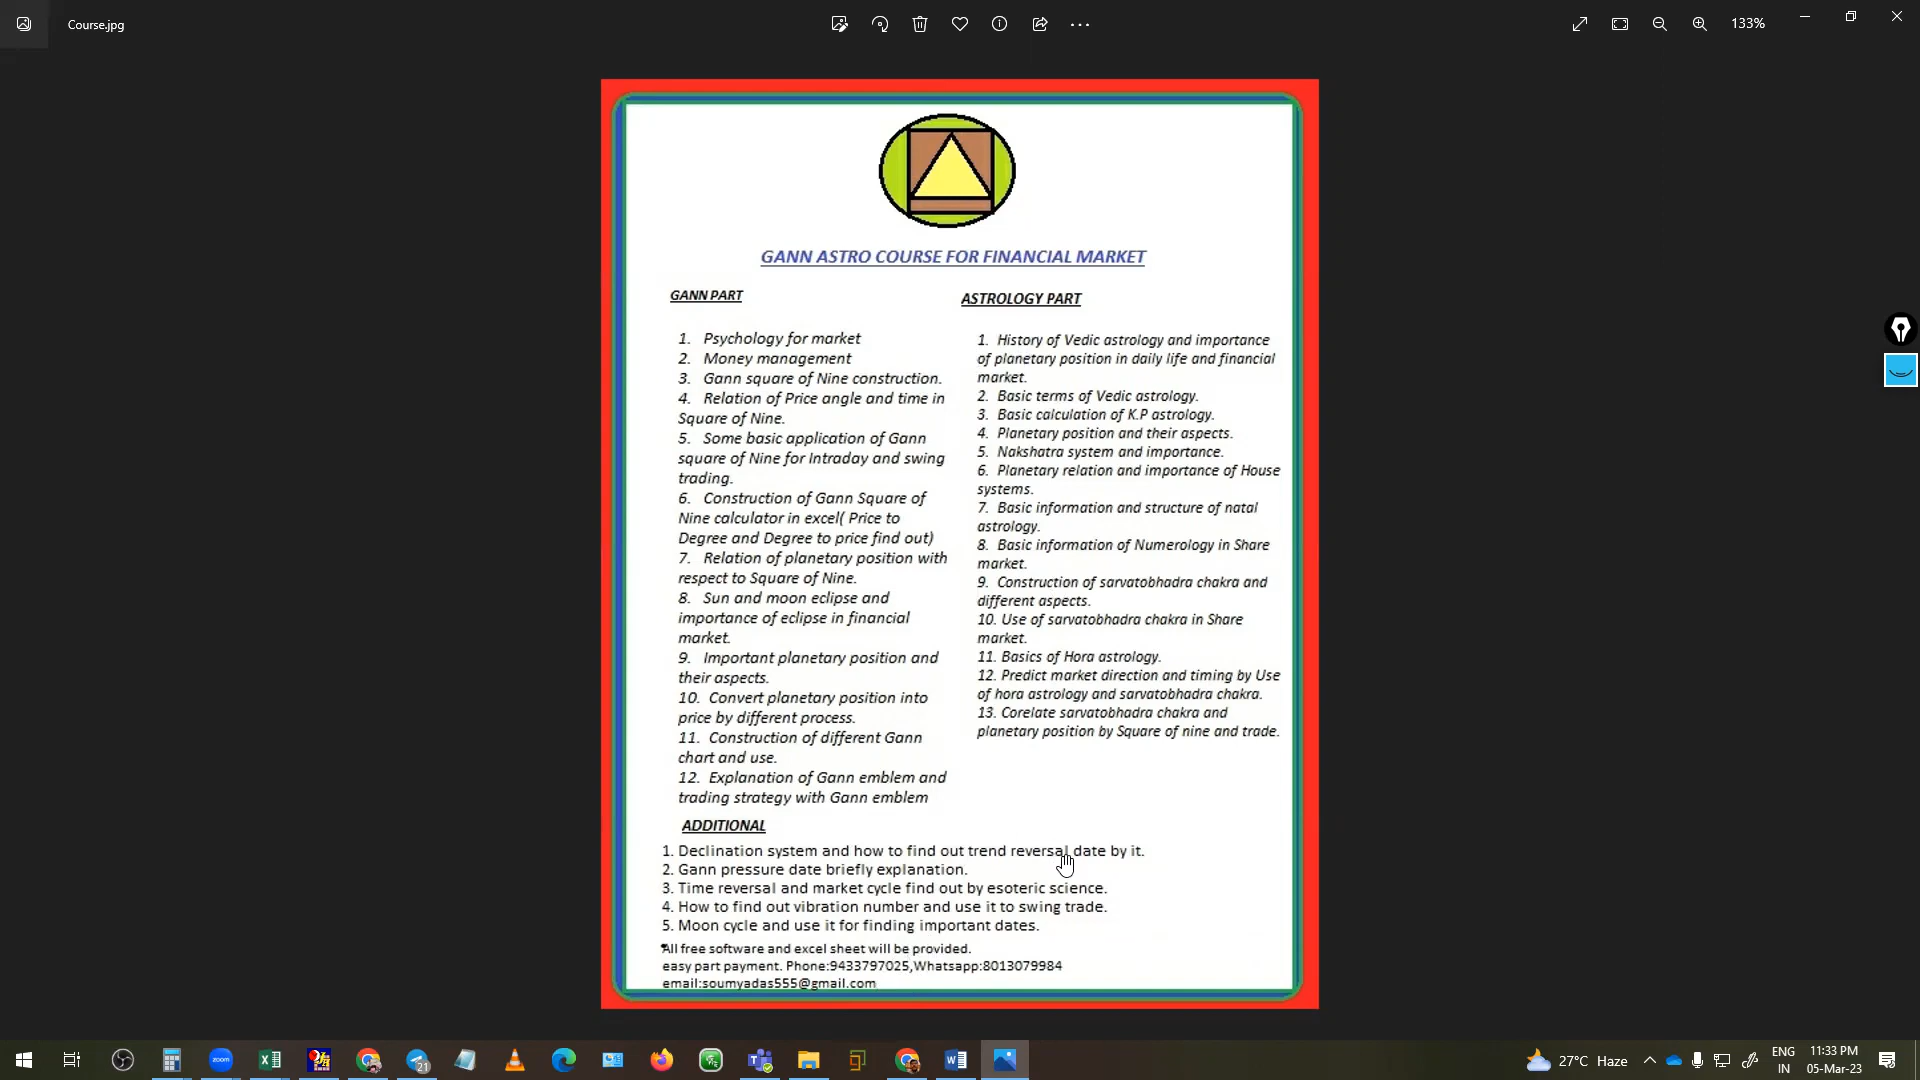 Course.jpg
133%
GANN ASTRO COURSE FOR FINANCIAL MARKET
GANN PART
1. Psychology for market
2. Money management
3. Gann square of Nine construction.
4. Relation of Price angle and time in
Square of Nine.
5. Some basic application of Gann
square of Nine for Intraday and swing
trading.
6. Construction of Gann Square of
Nine calculator in excel( Price to
Degree and Degree to price find out)
7. Relation of planetary position with
respect to Square of Nine.
8. Sun and moon eclipse and
importance of eclipse in financial
market.
9. Important planetary position and
their aspects.
10. Convert planetary position into
price by different process.
11. Construction of different Gann
chart and use.
12. Explanation of Gann emblem and
trading strategy with Gann emblem
ASTROLOGY PART
1. History of Vedic astrology and importance
of planetary position in daily life and financial
market.
2. Basic terms of Vedic astrology.
3. Basic calculation of K.P astrology.
4. Planetary position and their aspects.
5. Nakshatra system and importance.
6. Planetary relation and importance of House
systems.
7. Basic information and structure of natal
astrology.
8. Basic information of Numerology in Share
market.
9. Construction of sarvatobhadra chakra and
different aspects.
10. Use of sarvatobhadra chakra in Share
market.
11. Basics of Hora astrology.
12. Predict market direction and timing by Use
of hora astrology and sarvatobhadra chakra.
13. Corelate sarvatobhadra chakra and
planetary position by Square of nine and trade.
ADDITIONAL
1. Declination system and how to find out trend reversal date by it.
2. Gann pressure date briefly explanation.
3. Time reversal and market cycle find out by esoteric science.
4. How to find out vibration number and use it to swing trade.
5. Moon cycle and use it for finding important dates.
*All free software and excel sheet will be provided.
easy part payment. Phone:9433797025,Whatsapp:8013079984
email:soumyadas555@gmail.com
zoom
21
27°C Haze
ENG
IN
11:33 PM
05-Mar-23